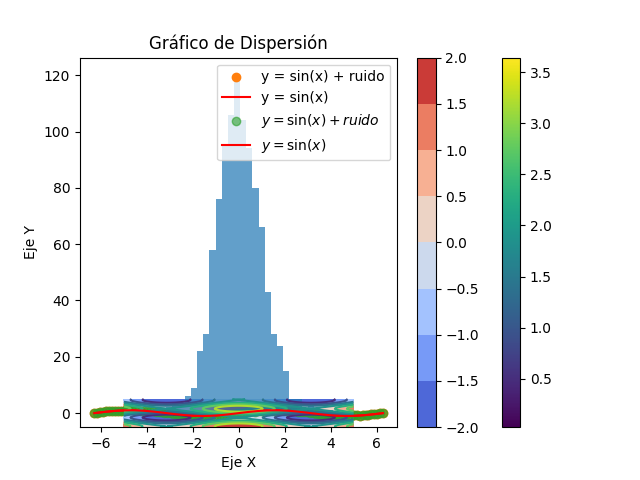 Gráfico de Dispersión
y = sin(x) + ruido
y = sin(x)
y = sin(x) + ruido
y = sin(x)
Eje Y
120
100
80
60
40
20
0
−6 −4 −2 0 2 4 6
Eje X
2.0
1.5
1.0
0.5
0.0
−0.5
−1.0
−1.5
−2.0
3.5
3.0
2.5
2.0
1.5
1.0
0.5